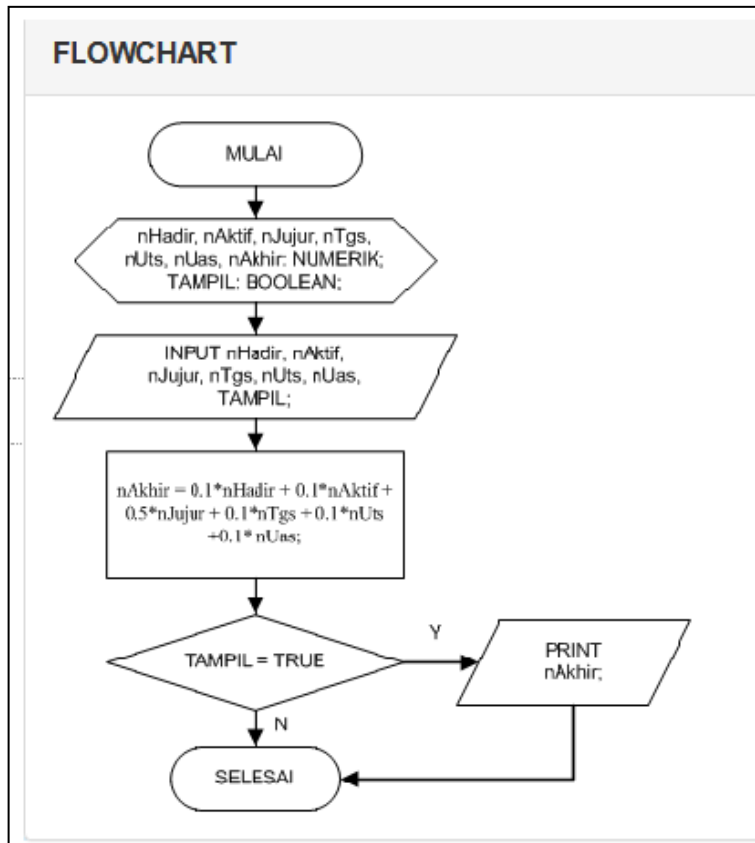 FLOWCHART
MULAI
nHadir, nAktif, nJujur, nTgs,
nUts, nUas, nAkhir: NUMERIK;
TAMPIL: BOOLEAN;
INPUT nHadir, nAktif,
nJujur, nTgs, nUts, nUas,
TAMPIL;
nAkhir = 0.1*nHadir + 0.1*nAktif +
0.5*nJujur + 0.1*nTgs + 0.1*nUts
+0.1* nUas;
TAMPIL = TRUE
Y
PRINT
nAkhir;
N
SELESAI